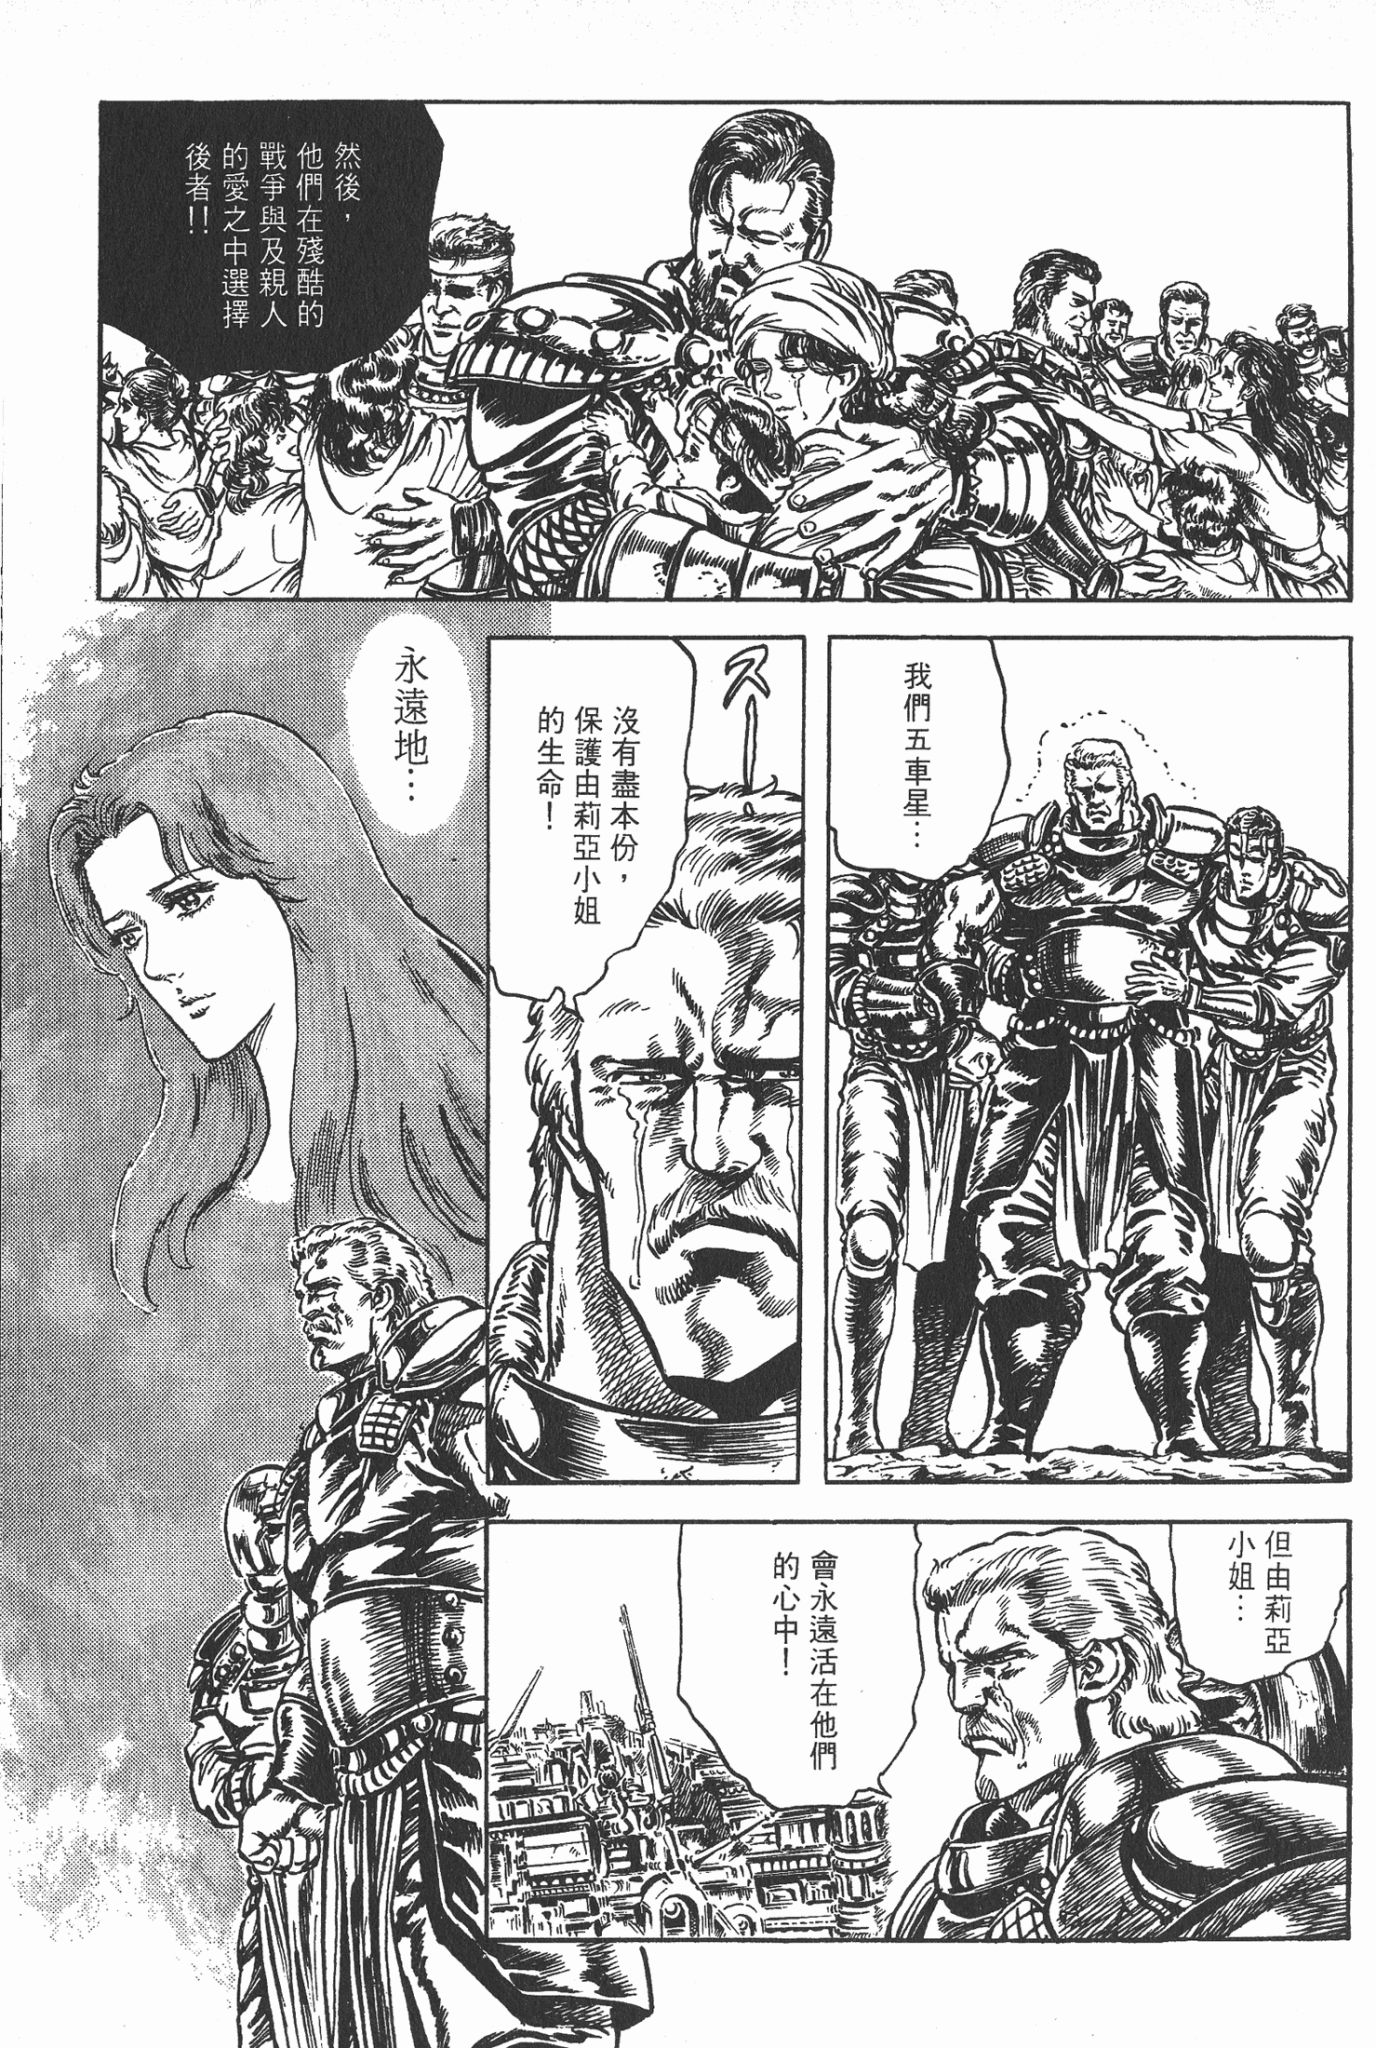 然後，
他們在殘酷的
戰爭與及親人
的愛之中選擇
後者!!
我們五車星…
ス
沒有盡本份，
保護由莉亞小姐
的生命！
但由莉亞
小姐…
會永遠活在他們
的心中！
永遠地…